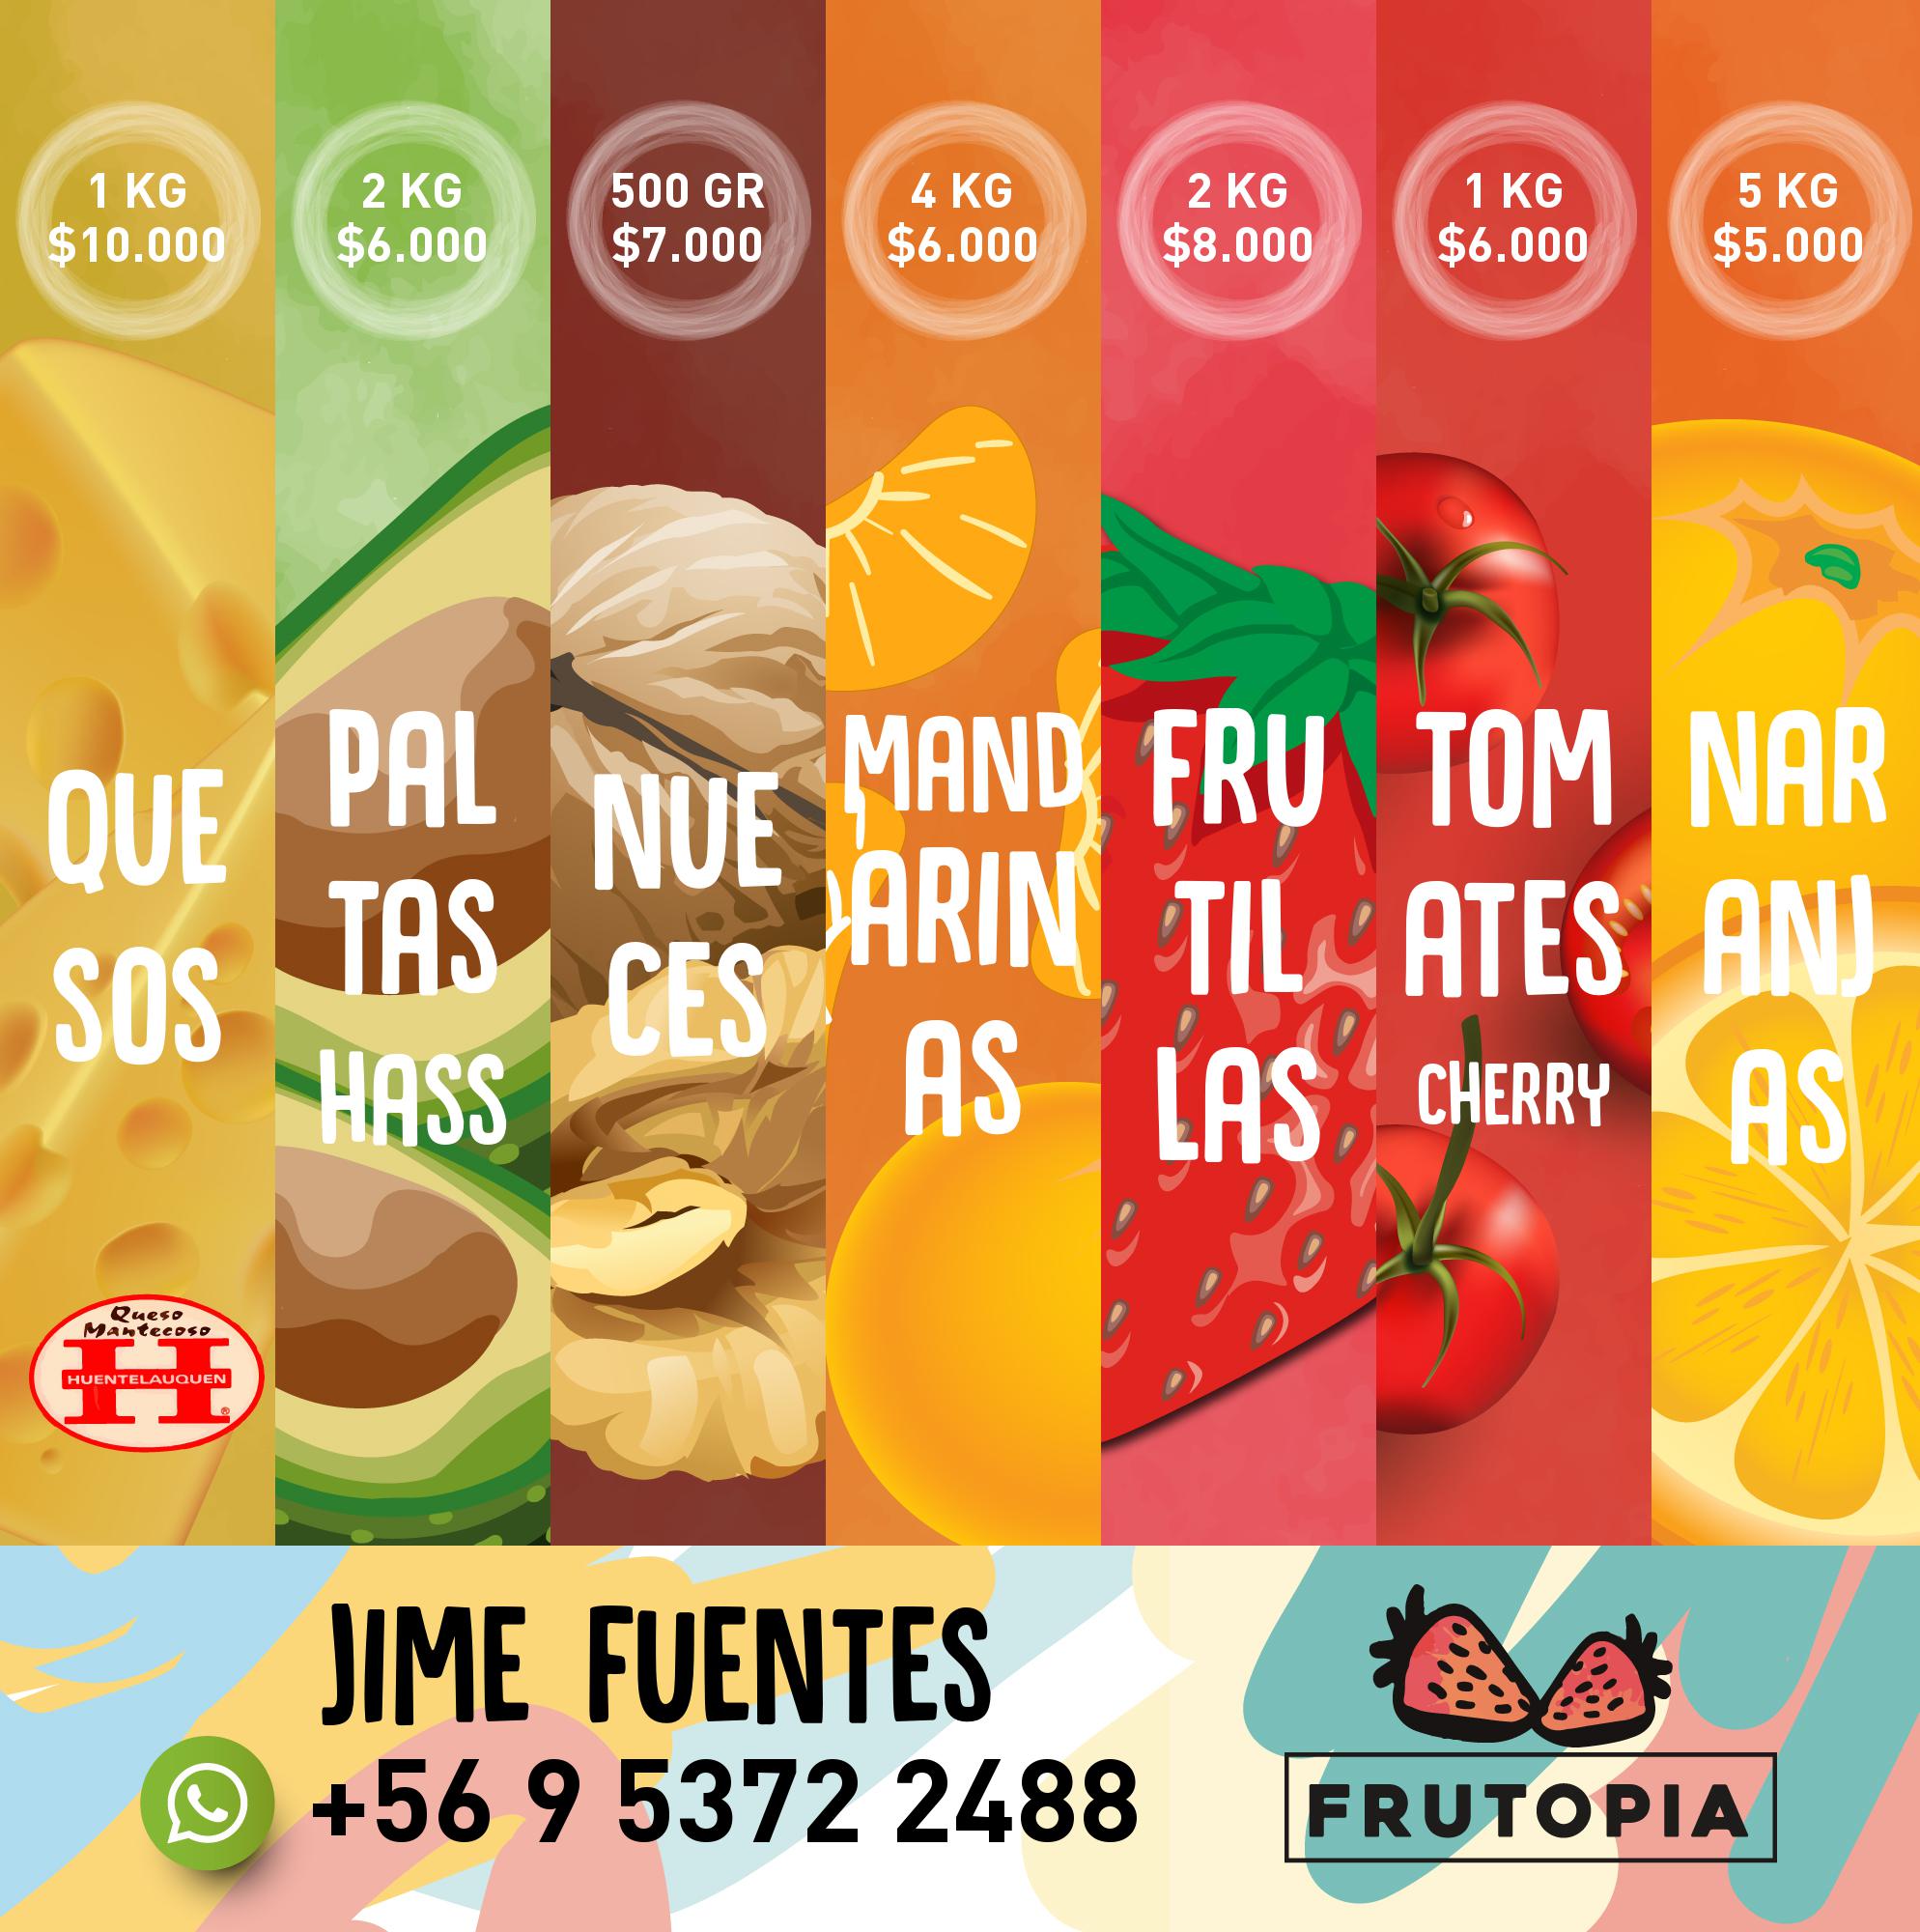 1 KG
$10.000
QUE
SOS
Queso
Mantecoso
HUENTELAUQUEN
®
2 KG
$6.000
PAL
TAS
HASS
500 GR
$7.000
NUE
CES
4 KG
$6.000
MAND
ARIN
AS
2 KG
$8.000
FRU
TIL
LAS
1 KG
$6.000
TOM
ATES
CHERRY
5 KG
$5.000
NAR
ANJ
AS
JIME FUENTES
+56 9 5372 2488
FRUTOPIA